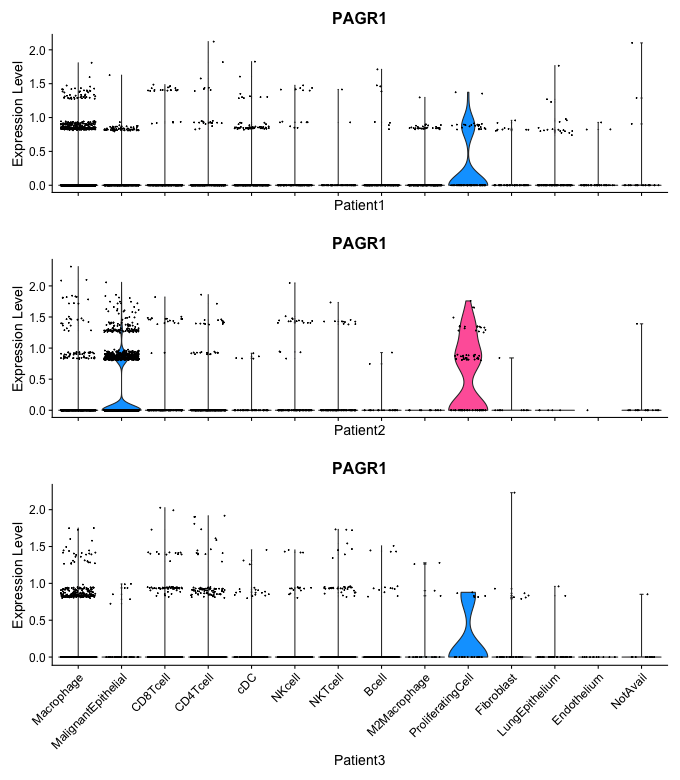 PAGR1
Expression Level
2.0
1.5
1.0
0.5
0.0
Patient1
PAGR1
Expression Level
2.0
1.5
1.0
0.5
0.0
Patient2
PAGR1
Expression Level
2.0
1.5
1.0
0.5
0.0
Macrophage
MalignantEpithelial
CD8Tcell
CD4Tcell
cDC
NKcell
NKTcell
Bcell
M2Macrophage
ProliferatingCell
Fibroblast
LungEpithelium
Endothelium
NotAvail
Patient3